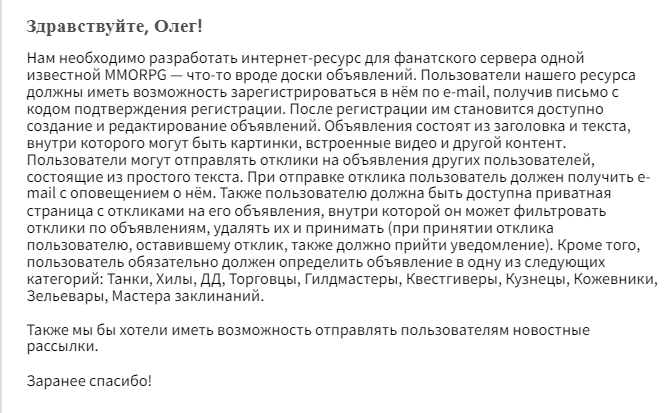 Здравствуйте, Олег!
Нам необходимо разработать интернет-ресурс для фанатского сервера одной
известной MMORPG — что-то вроде доски объявлений. Пользователи нашего ресурса
должны иметь возможность зарегистрироваться в нём по e-mail, получив письмо с
кодом подтверждения регистрации. После регистрации им становится доступно
создание и редактирование объявлений. Объявления состоят из заголовка и текста,
внутри которого могут быть картинки, встроенные видео и другой контент.
Пользователи могут отправлять отклики на объявления других пользователей,
состоящие из простого текста. При отправке отклика пользователь должен получить e-
mail с оповещением о нём. Также пользователю должна быть доступна приватная
страница с откликами на его объявления, внутри которой он может фильтровать
отклики по объявлениям, удалять их и принимать (при принятии отклика
пользователю, оставившему отклик, также должно прийти уведомление). Кроме того,
пользователь обязательно должен определить объявление в одну из следующих
категорий: Танки, Хилы, ДД, Торговцы, Гилдмастеры, Квестгиверы, Кузнецы, Кожевники,
Зельевары, Мастера заклинаний.
Также мы бы хотели иметь возможность отправлять пользователям новостные
рассылки.
Заранее спасибо!